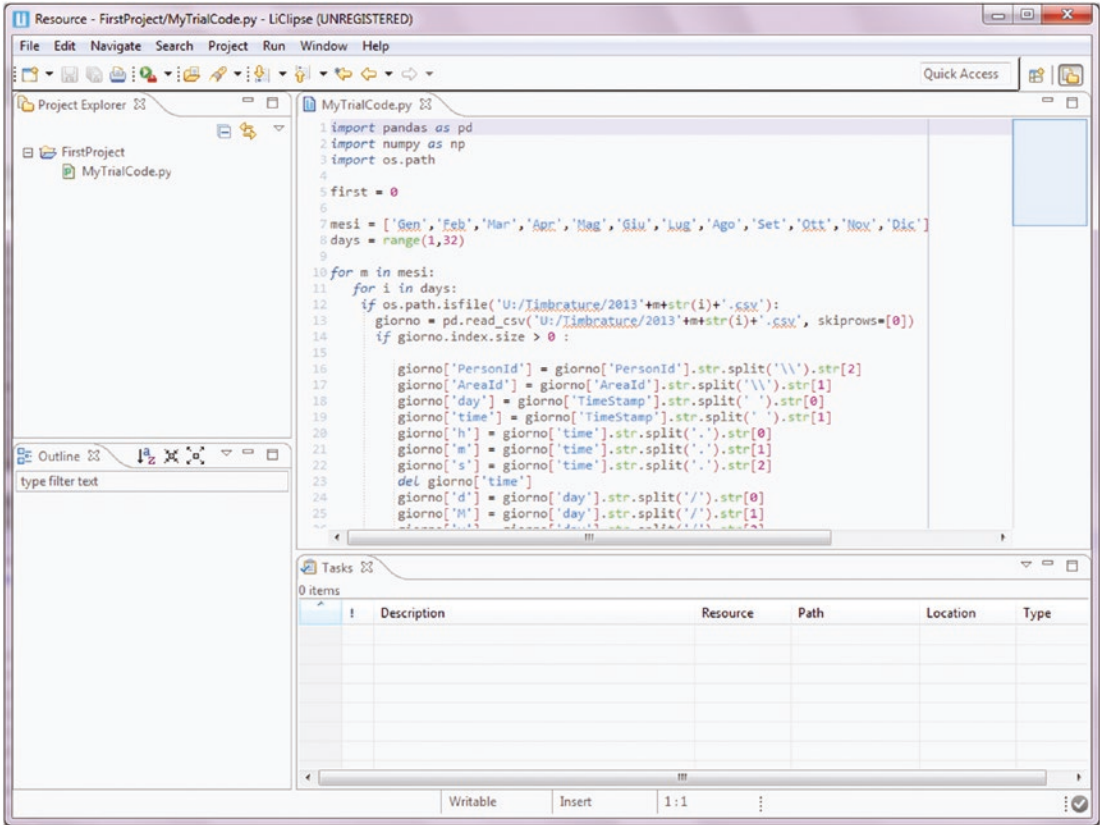 Resource - FirstProject/MyTrialCode.py - LiClipse (UNREGISTERED)
File Edit Navigate Search Project Run Window Help
Quick Access
Project Explorer
FirstProject
MyTrialCode.py
MyTrialCode.py
1 import pandas as pd
2 import numpy as np
3 import os.path
4
5 first = 0
6
7 mesi = ['Gen','Feb','Mar','Apr','Mag','Giu','Lug','Ago','Set','Ott','Nov','Dic']
8 days = range(1,32)
9
10 for m in mesi:
11 for i in days:
12 if os.path.isfile('U:/Timbrature/2013'+m+str(i)+'.csv'):
13 giorno = pd.read_csv('U:/Timbrature/2013'+m+str(i)+'.csv', skiprows=[0])
14 if giorno.index.size > 0 :
15
16 giorno['PersonId'] = giorno['PersonId'].str.split('\\').str[2]
17 giorno['AreaId'] = giorno['AreaId'].str.split('\\').str[1]
18 giorno['day'] = giorno['TimeStamp'].str.split(' ').str[0]
19 giorno['time'] = giorno['TimeStamp'].str.split(' ').str[1]
20 giorno['h'] = giorno['time'].str.split('.').str[0]
21 giorno['m'] = giorno['time'].str.split('.').str[1]
22 giorno['s'] = giorno['time'].str.split('.').str[2]
23 del giorno['time']
24 giorno['d'] = giorno['day'].str.split('/').str[0]
25 giorno['M'] = giorno['day'].str.split('/').str[1]
Outline
type filter text
Tasks
0 items
! Description Resource Path Location Type
Writable Insert 1:1